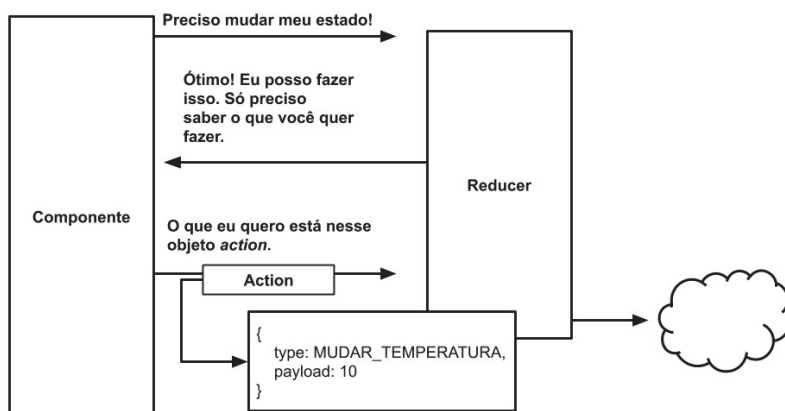 Preciso mudar meu estado!
Ótimo! Eu posso fazer
isso. Só preciso
saber o que você quer
fazer.
Componente
Reducer
O que eu quero está nesse
objeto action.
Action
{
type: MUDAR_TEMPERATURA,
payload: 10
}